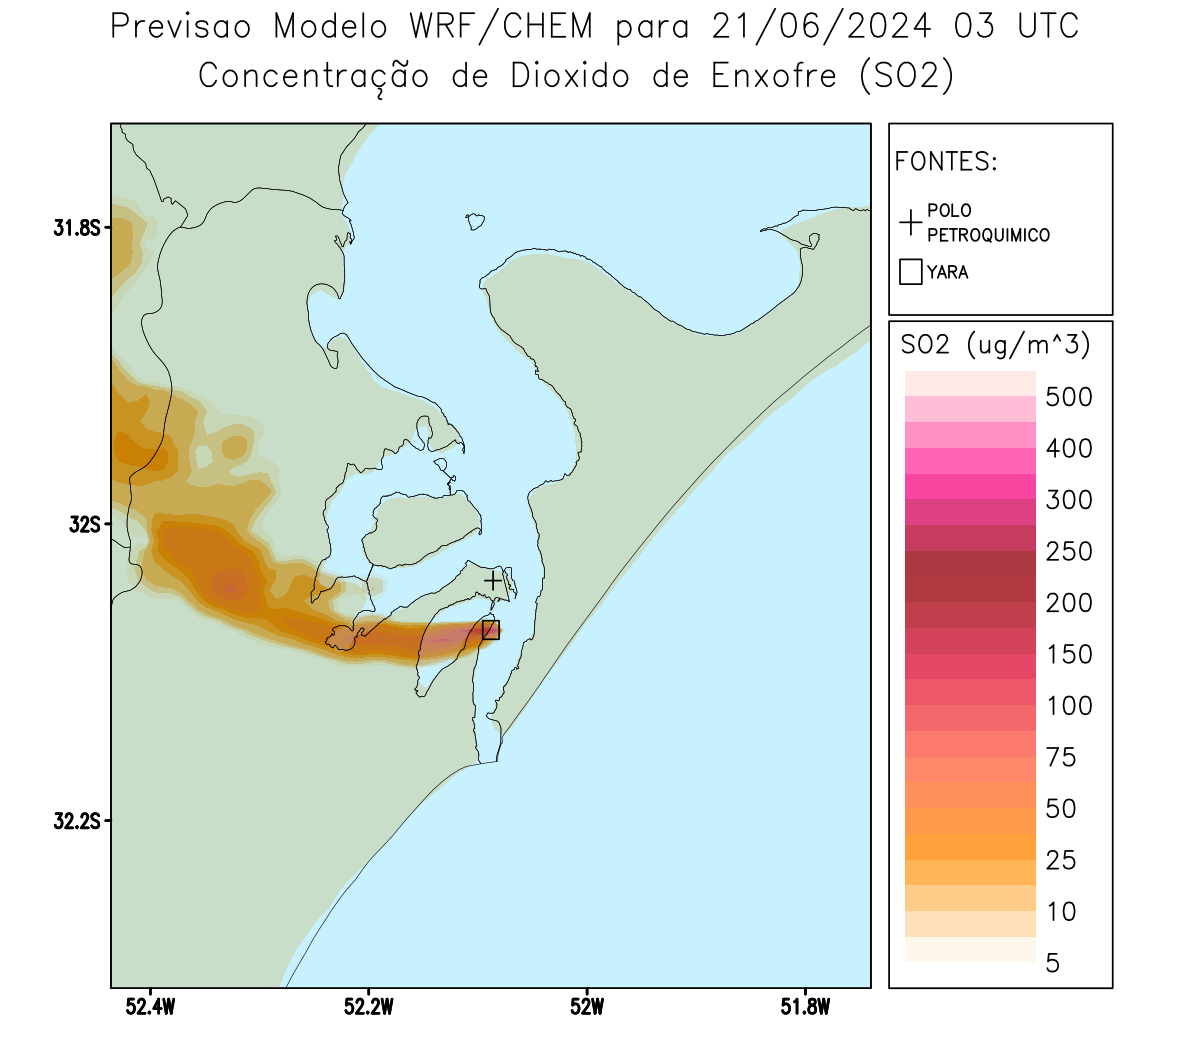 Previsao Modelo WRF/CHEM para 21/06/2024 03 UTC
Concentração de Dioxido de Enxofre (SO2)
FONTES:
POLO
PETROQUIMICO
YARA
SO2 (ug/m^3)
500
400
300
250
200
150
100
75
50
25
10
5
31.8S
32S
32.2S
52.4W
52.2W
52W
51.8W